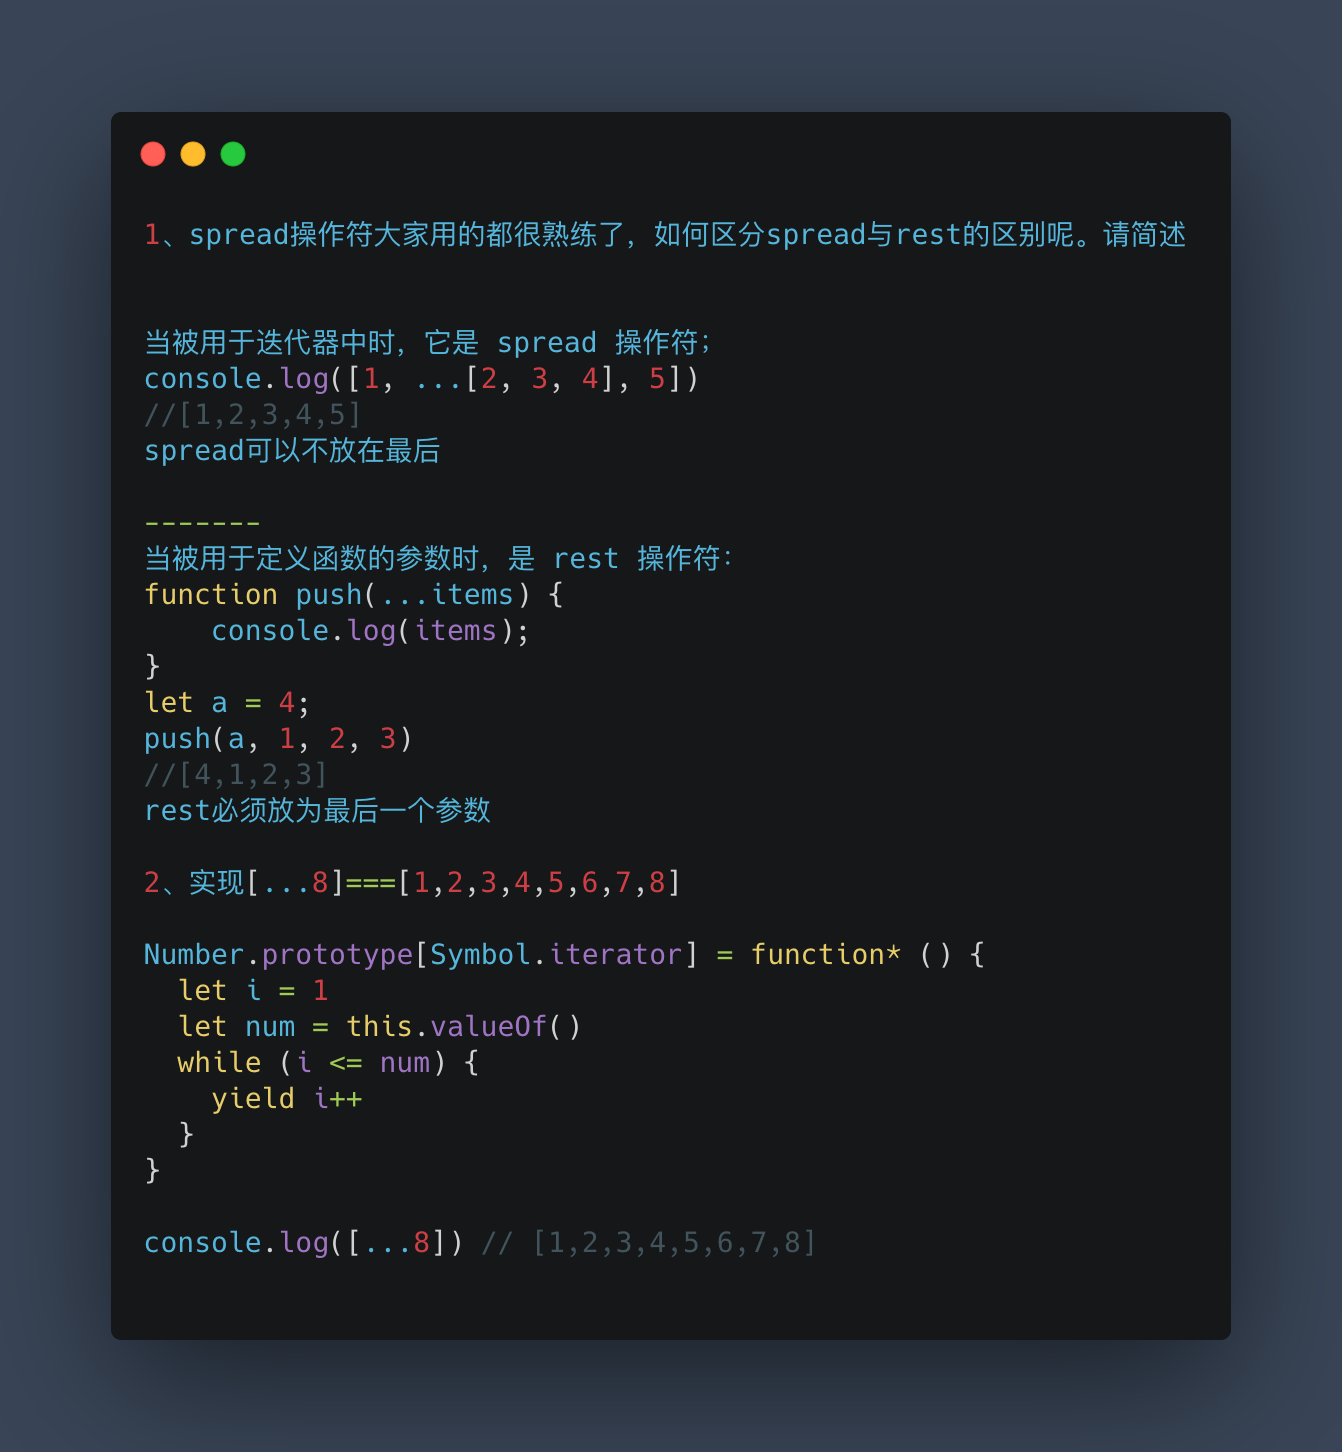 1、spread操作符大家用的都很熟练了，如何区分spread与rest的区别呢。请简述
当被用于迭代器中时，它是 spread 操作符；
console.log([1, ...[2, 3, 4], 5])
//[1,2,3,4,5]
spread可以不放在最后
-------
当被用于定义函数的参数时，是 rest 操作符：
function push(...items) {
    console.log(items);
}
let a = 4;
push(a, 1, 2, 3)
//[4,1,2,3]
rest必须放为最后一个参数
2、实现[...8]===[1,2,3,4,5,6,7,8]
Number.prototype[Symbol.iterator] = function* () {
  let i = 1
  let num = this.valueOf()
  while (i <= num) {
    yield i++
  }
}
console.log([...8]) // [1,2,3,4,5,6,7,8]